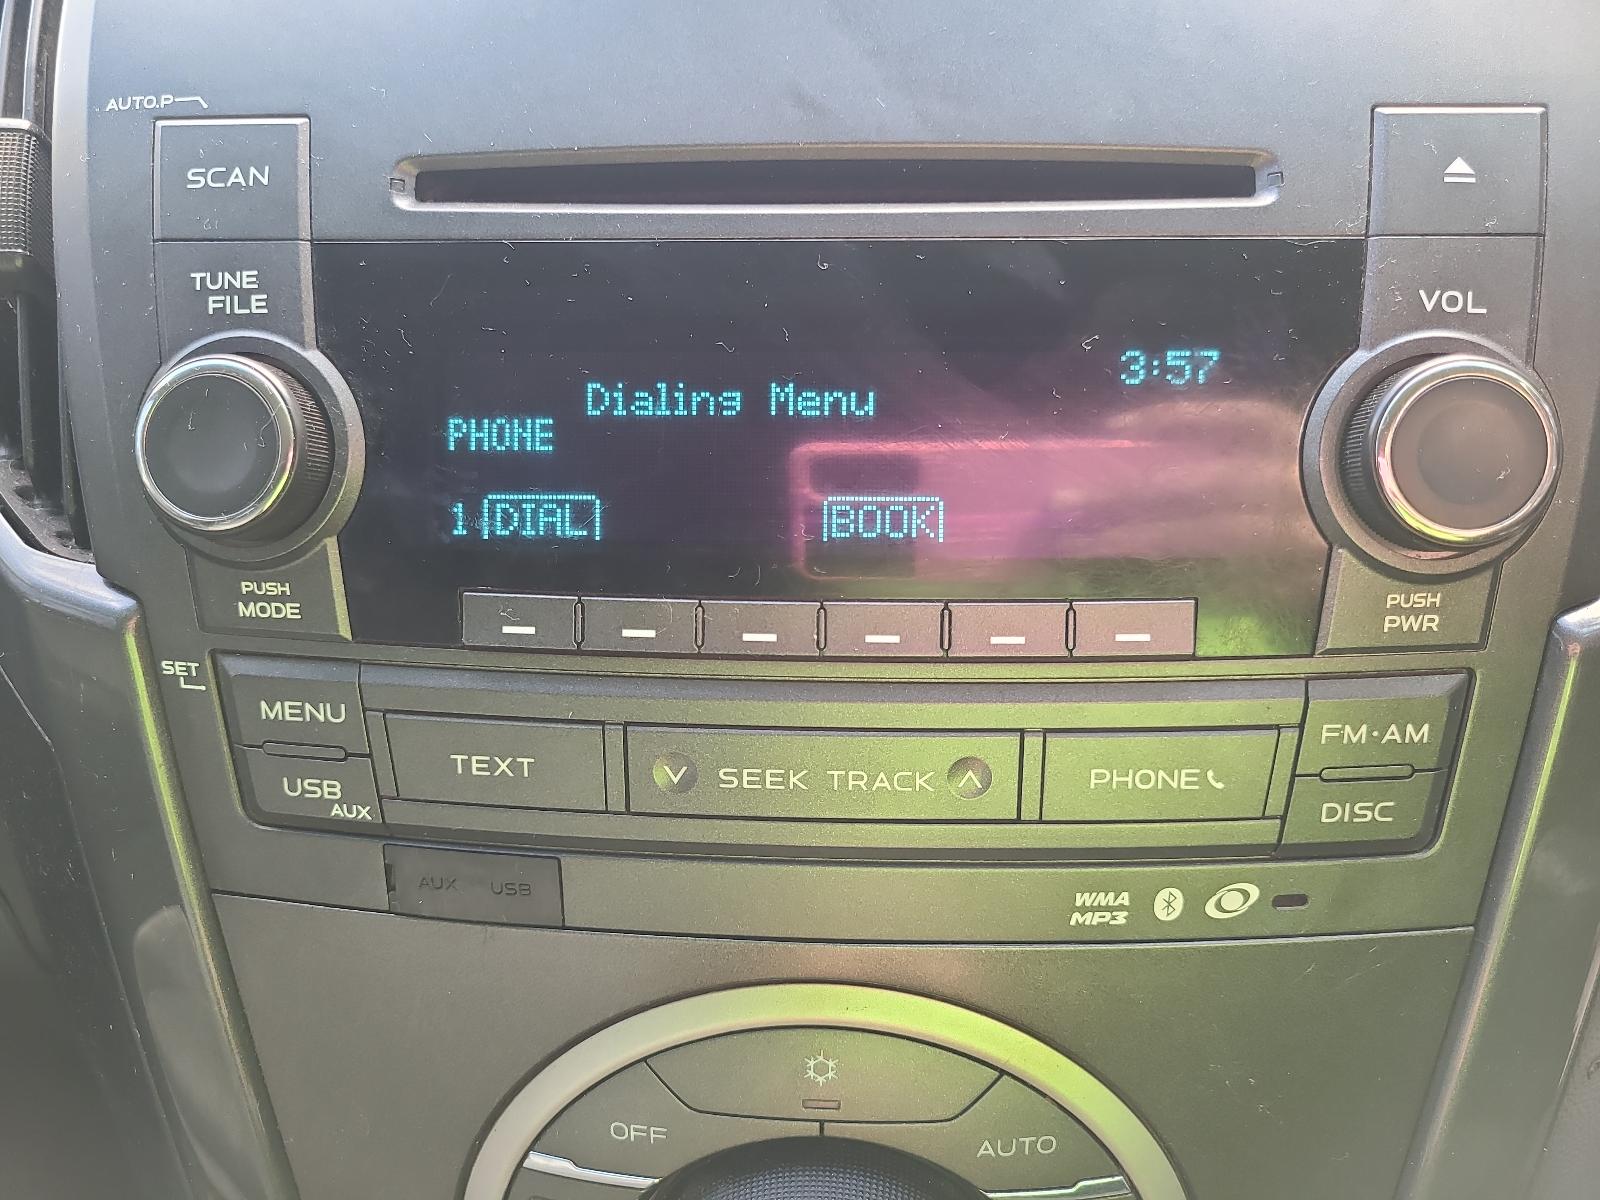 AUTO.P
SCAN
TUNE
FILE
VOL
3:57
Dialing Menu
PHONE
1 DIAL BOOK
PUSH
MODE
PUSH
PWR
SET
MENU
FM·AM
TEXT
SEEK TRACK
PHONE
USB
AUX
DISC
AUX USB
WMA
MP3
OFF
AUTO